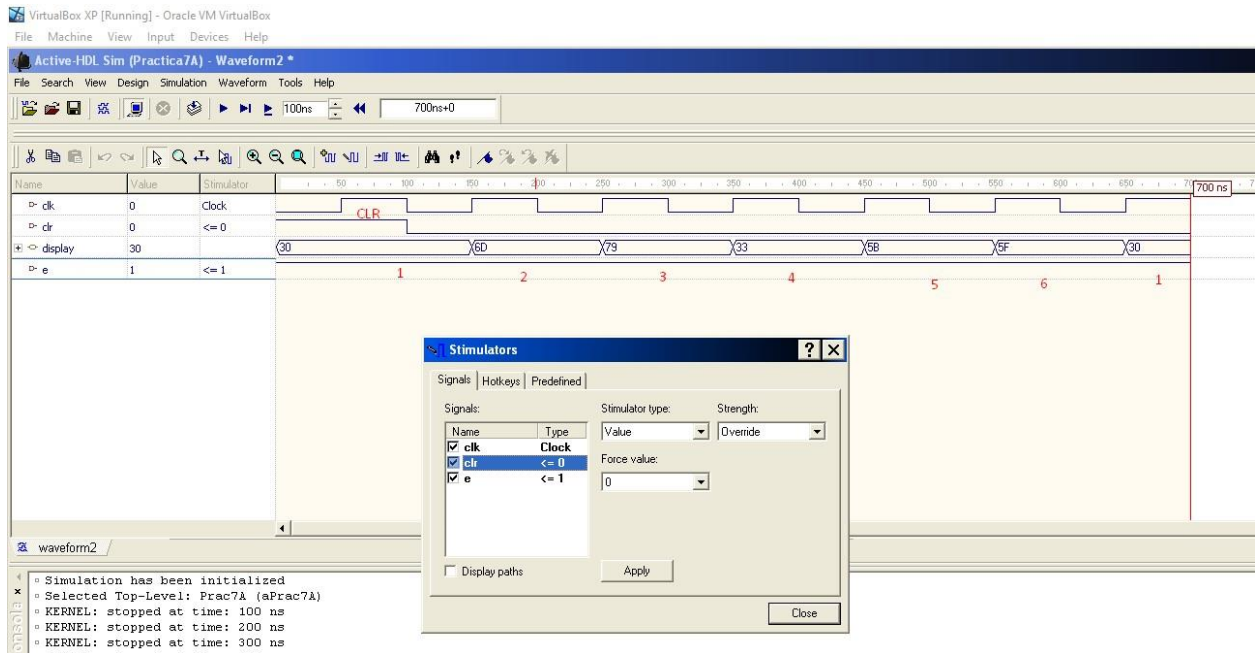 VirtualBox XP [Running] - Oracle VM VirtualBox
File Machine View Input Devices Help
Active-HDL Sim (Practica7A) - Waveform2 *
File Search View Design Simulation Waveform Tools Help
100ns 700ns+0
Name Value Stimulator 50 100 150 200 250 300 350 400 450 500 550 600 650 700 ns
clk 0 Clock
CLR
clr 0 <= 0
display 30 30 6D 79 33 5B 5F 30
e 1 <= 1
1 2 3 4 5 6 1
Stimulators
Signals Hotkeys Predefined
Signals: Stimulator type: Strength:
Name Type Value Override
clk Clock
clr <= 0 Force value:
e <= 1 0
Display paths Apply
Close
waveform2
Simulation has been initialized
Selected Top-Level: Prac7A (aPrac7A)
KERNEL: stopped at time: 100 ns
KERNEL: stopped at time: 200 ns
KERNEL: stopped at time: 300 ns